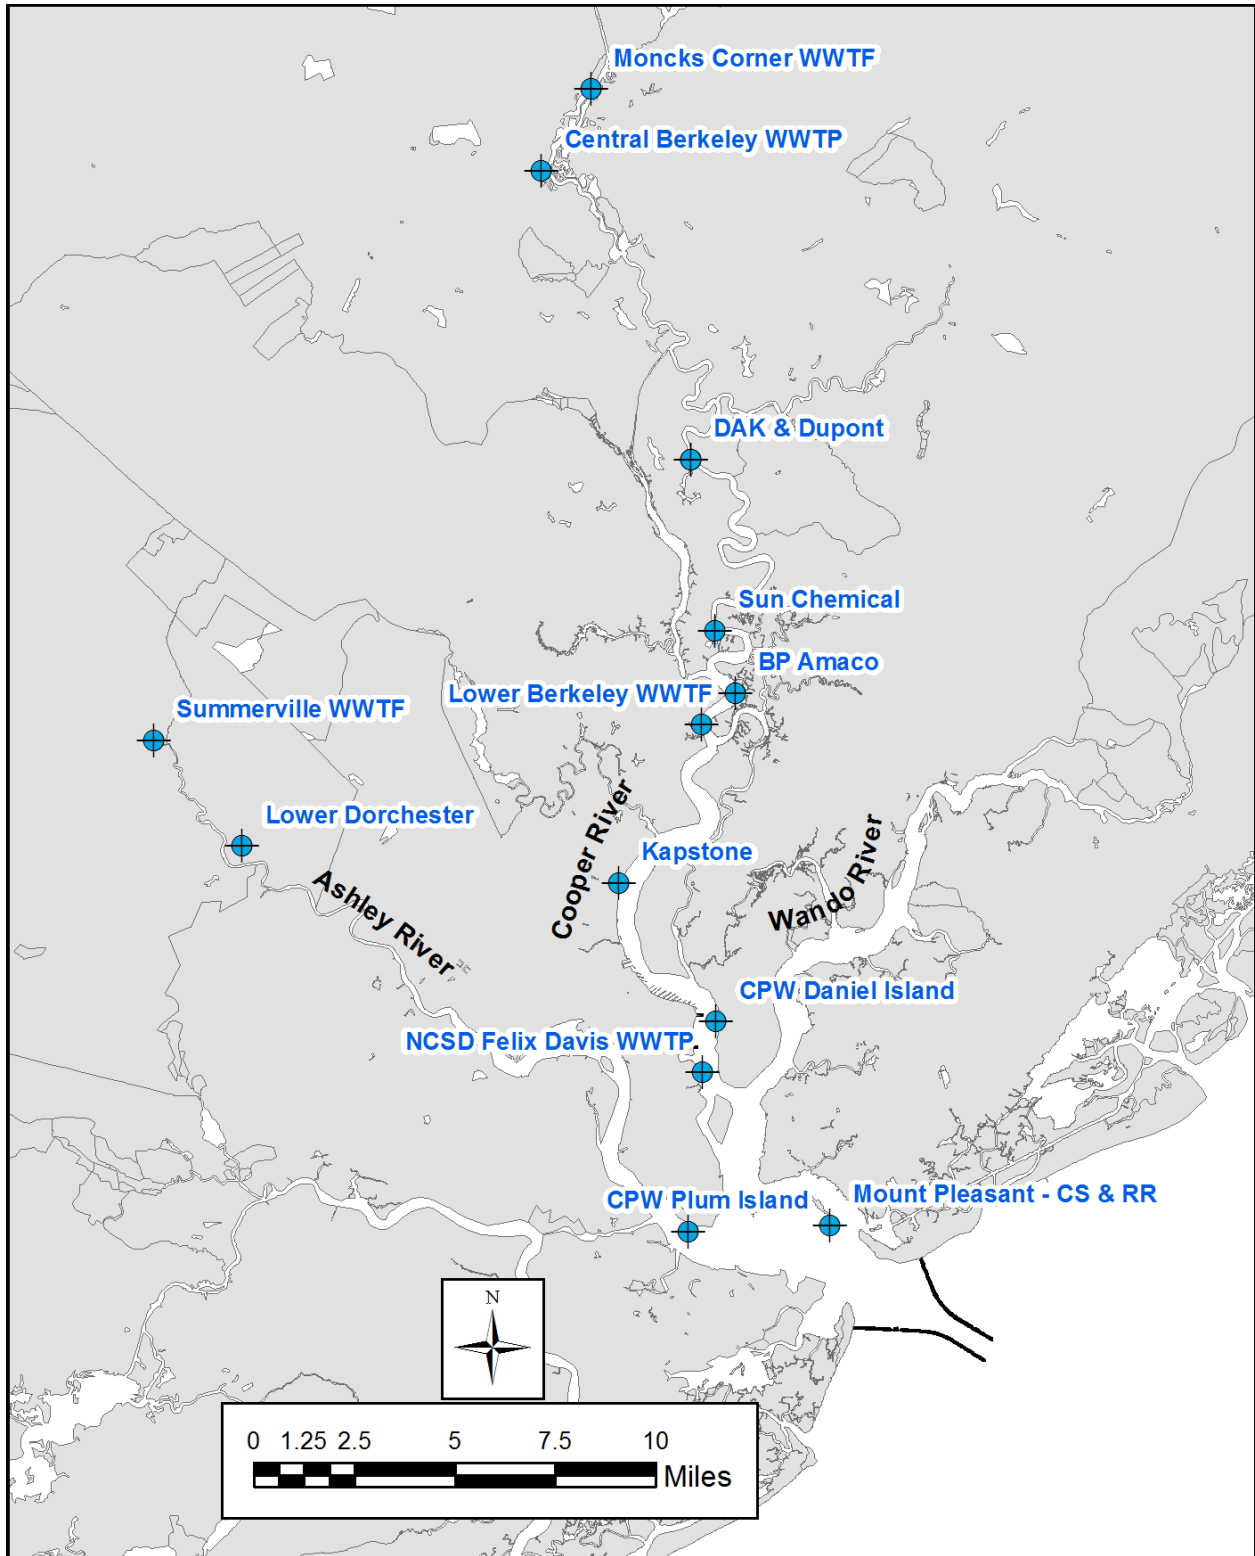 Moncks Corner WWTF
Central Berkeley WWTP
DAK & Dupont
Sun Chemical
BP Amaco
Lower Berkeley WWTF
Summerville WWTF
Lower Dorchester
Cooper River
Kapstone
Wando River
Ashley River
CPW Daniel Island
NCSD Felix Davis WWTP
CPW Plum Island
Mount Pleasant - CS & RR
N
0 1.25 2.5 5 7.5 10
Miles